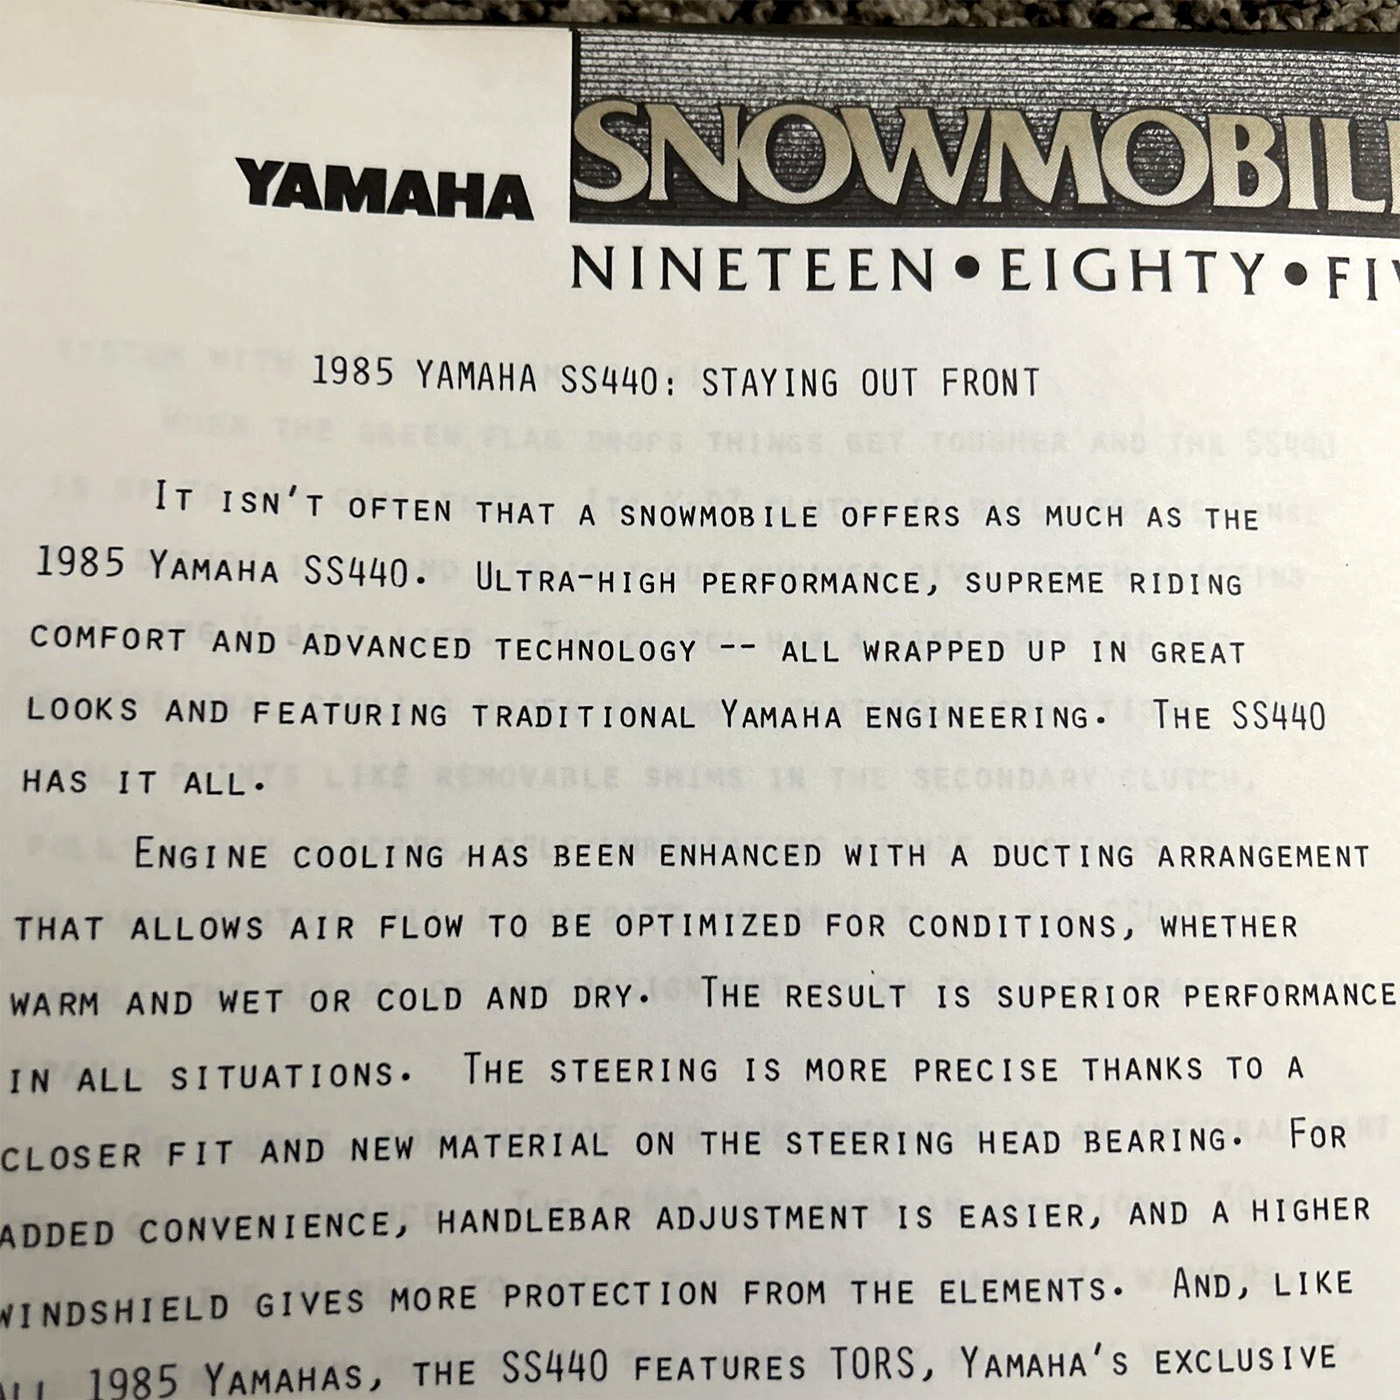 YAMAHA
SNOWMOBILE
NINETEEN•EIGHTY•FIV
1985 YAMAHA SS440: STAYING OUT FRONT
IT ISN'T OFTEN THAT A SNOWMOBILE OFFERS AS MUCH AS THE
1985 YAMAHA SS440. ULTRA-HIGH PERFORMANCE, SUPREME RIDING
COMFORT AND ADVANCED TECHNOLOGY -- ALL WRAPPED UP IN GREAT
LOOKS AND FEATURING TRADITIONAL YAMAHA ENGINEERING. THE SS440
HAS IT ALL.
ENGINE COOLING HAS BEEN ENHANCED WITH A DUCTING ARRANGEMENT
THAT ALLOWS AIR FLOW TO BE OPTIMIZED FOR CONDITIONS, WHETHER
WARM AND WET OR COLD AND DRY. THE RESULT IS SUPERIOR PERFORMANCE
IN ALL SITUATIONS. THE STEERING IS MORE PRECISE THANKS TO A
CLOSER FIT AND NEW MATERIAL ON THE STEERING HEAD BEARING. FOR
ADDED CONVENIENCE, HANDLEBAR ADJUSTMENT IS EASIER, AND A HIGHER
WINDSHIELD GIVES MORE PROTECTION FROM THE ELEMENTS. AND, LIKE
ALL 1985 YAMAHAS, THE SS440 FEATURES TORS, YAMAHA'S EXCLUSIVE